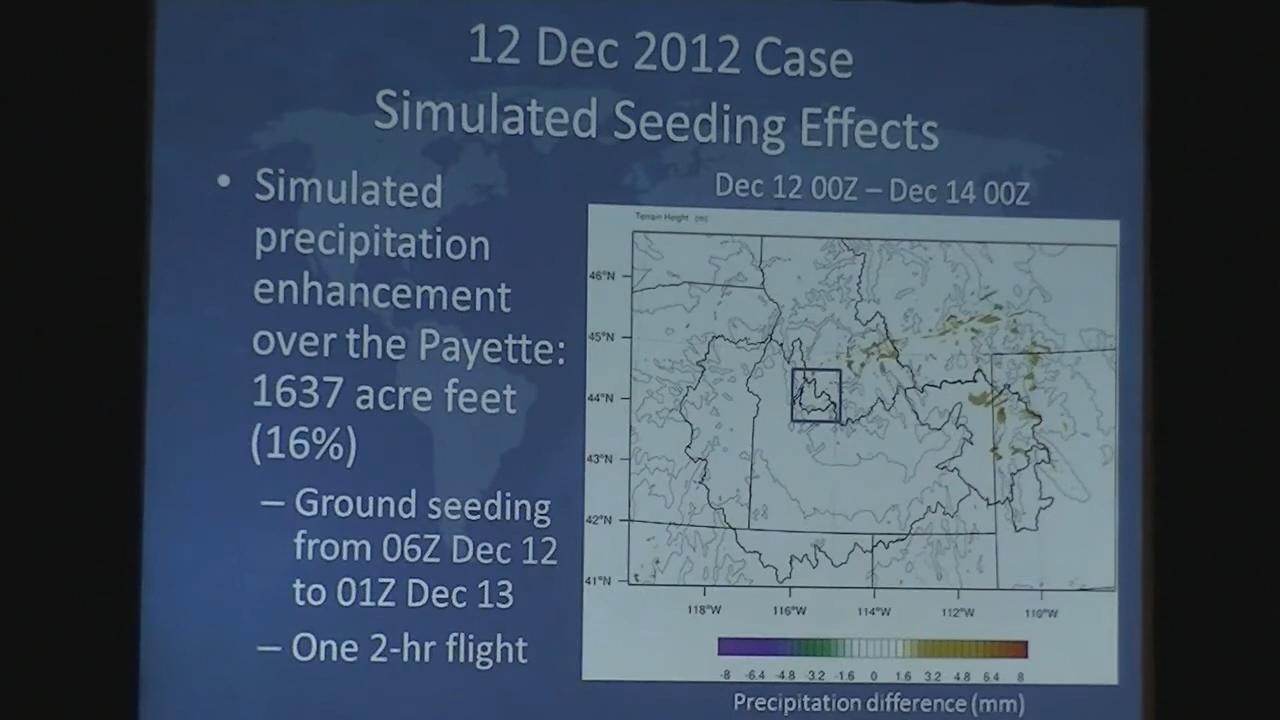 12 Dec 2012 Case
Simulated Seeding Effects
• Simulated
precipitation
enhancement
over the Payette:
1637 acre feet
(16%)
– Ground seeding
from 06Z Dec 12
to 01Z Dec 13
– One 2-hr flight
Dec 12 00Z – Dec 14 00Z
Terrain Height (m)
46°N
45°N
44°N
43°N
42°N
41°N
118°W 116°W 114°W 112°W 110°W
-8 -6.4 -4.8 -3.2 -1.6 0 1.6 3.2 4.8 6.4 8
Precipitation difference (mm)